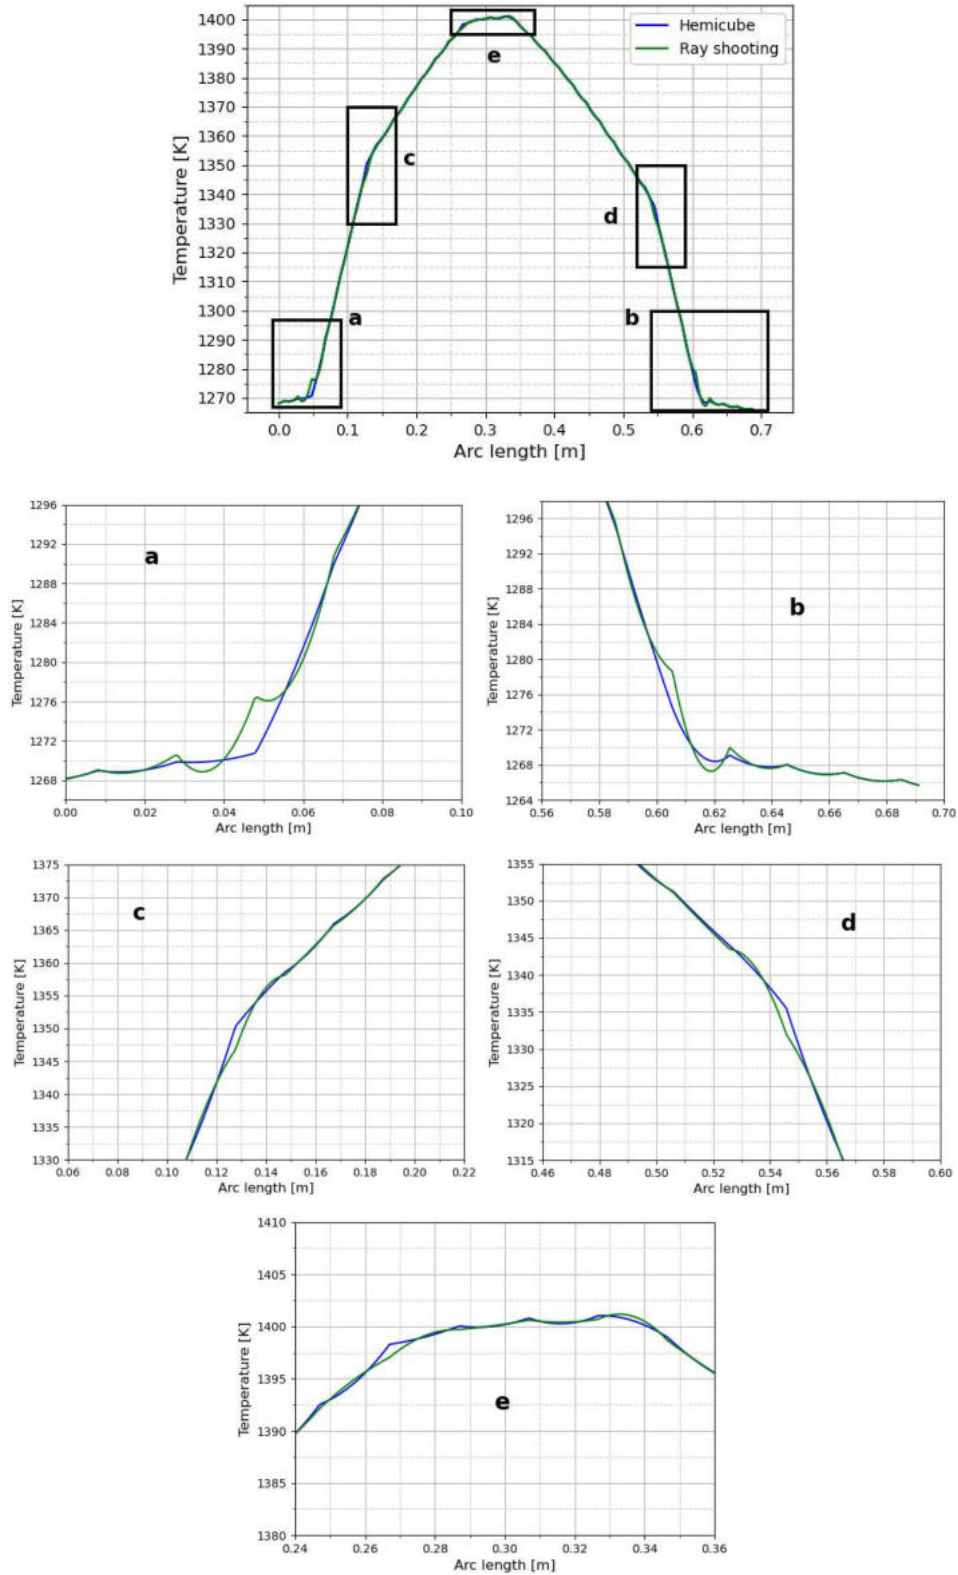 1400
1390
1380
1370
1360
1350
1340
1330
1320
1310
1300
1290
1280
1270
Temperature [K]
Hemicube
Ray shooting
e
c
d
a
b
0.0 0.1 0.2 0.3 0.4 0.5 0.6 0.7
Arc length [m]
1296
1292
1288
1284
1280
1276
1272
1268
Temperature [K]
a
0.00 0.02 0.04 0.06 0.08 0.10
Arc length [m]
1296
1292
1288
1284
1280
1276
1272
1268
1264
Temperature [K]
b
0.56 0.58 0.60 0.62 0.64 0.66 0.68 0.70
Arc length [m]
1375
1370
1365
1360
1355
1350
1345
1340
1335
1330
Temperature [K]
c
0.06 0.08 0.10 0.12 0.14 0.16 0.18 0.20 0.22
Arc length [m]
1355
1350
1345
1340
1335
1330
1325
1320
1315
Temperature [K]
d
0.46 0.48 0.50 0.52 0.54 0.56 0.58 0.60
Arc length [m]
1410
1405
1400
1395
1390
1385
1380
Temperature [K]
e
0.24 0.26 0.28 0.30 0.32 0.34 0.36
Arc length [m]